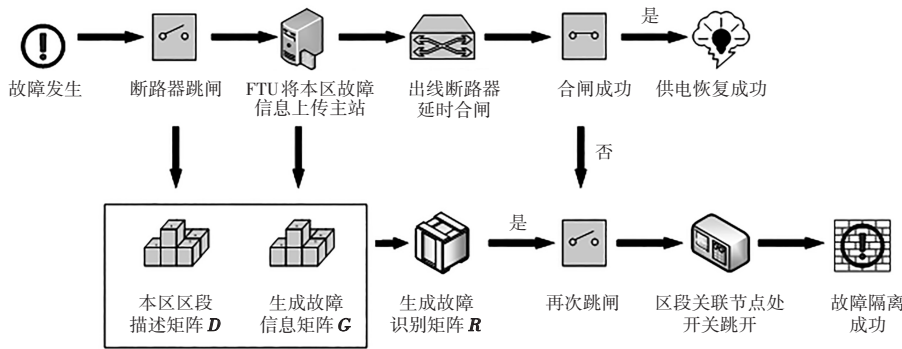 是
故障发生
断路器跳闸
FTU将本区故障
信息上传主站
出线断路器
延时合闸
合闸成功
供电恢复成功
否
是
本区区段
描述矩阵D
生成故障
信息矩阵G
生成故障
识别矩阵R
再次跳闸
区段关联节点处
开关跳开
故障隔离
成功